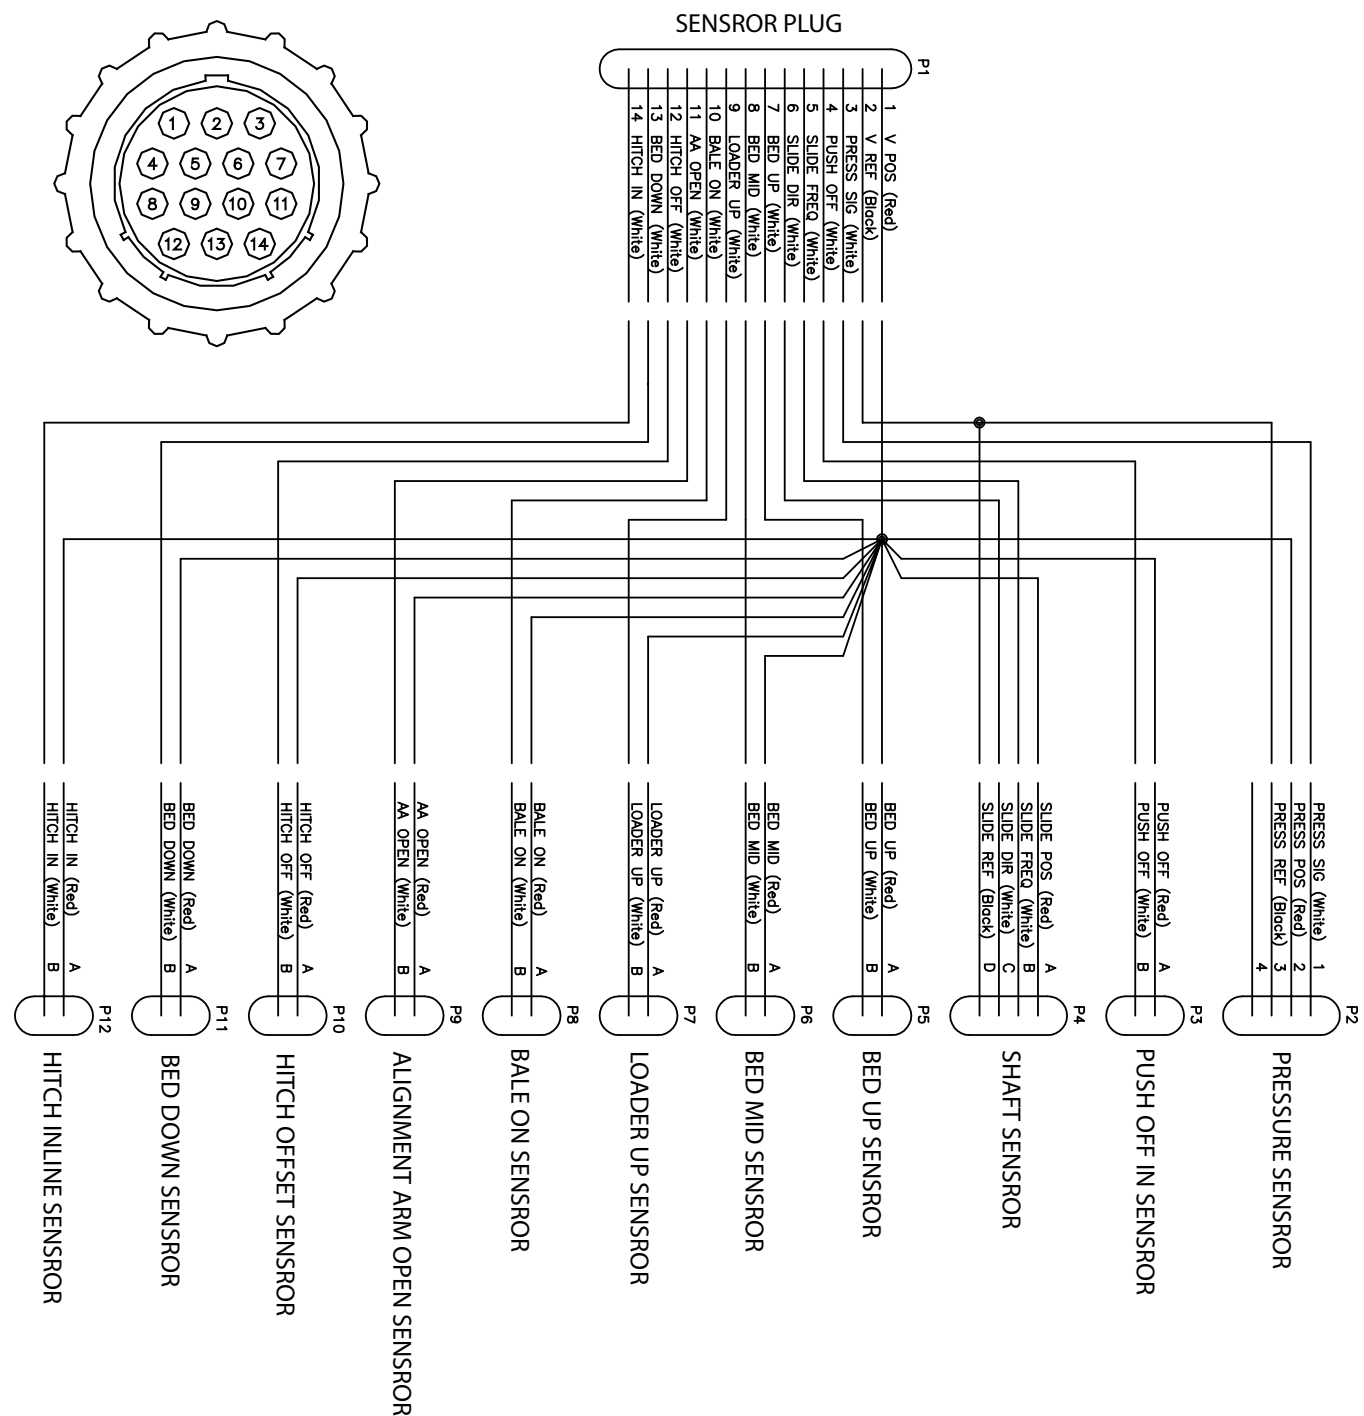 SENSROR PLUG
P1
1 V POS (Red)
2 V REF (Black)
3 PRESS SIG (White)
4 PUSH OFF (White)
5 SLIDE FREQ (White)
6 SLIDE DIR (White)
7 BED UP (White)
8 BED MID (White)
9 LOADER UP (White)
10 BALE ON (White)
11 AA OPEN (White)
12 HITCH OFF (White)
13 BED DOWN (White)
14 HITCH IN (White)
1 2 3
4 5 6 7
8 9 10 11
12 13 14
PRESS SIG (White) 1
PRESS POS (Red) 2
PRESS REF (Black) 3
4
P2
PRESSURE SENSROR
PUSH OFF (Red) A
PUSH OFF (White) B
P3
PUSH OFF IN SENSROR
SLIDE POS (Red) A
SLIDE FREQ (White) B
SLIDE DIR (White) C
SLIDE REF (Black) D
P4
SHAFT SENSROR
BED UP (Red) A
BED UP (White) B
P5
BED UP SENSROR
BED MID (Red) A
BED MID (White) B
P6
BED MID SENSROR
LOADER UP (Red) A
LOADER UP (White) B
P7
LOADER UP SENSROR
BALE ON (Red) A
BALE ON (White) B
P8
BALE ON SENSROR
AA OPEN (Red) A
AA OPEN (White) B
P9
ALIGNMENT ARM OPEN SENSROR
HITCH OFF (Red) A
HITCH OFF (White) B
P10
HITCH OFFSET SENSROR
BED DOWN (Red) A
BED DOWN (White) B
P11
BED DOWN SENSROR
HITCH IN (Red) A
HITCH IN (White) B
P12
HITCH INLINE SENSROR